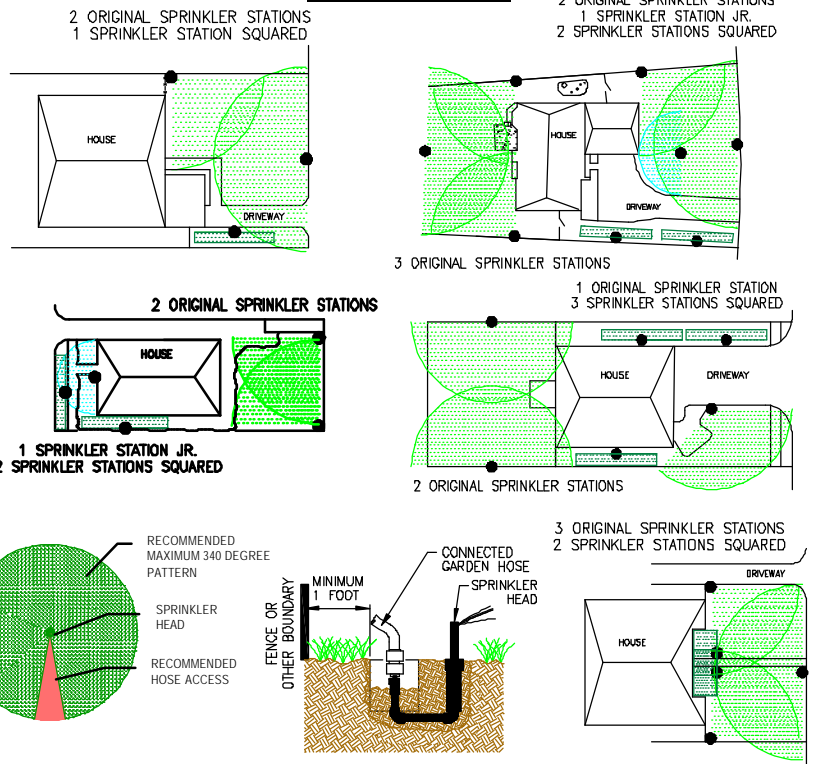 2 ORIGINAL SPRINKLER STATIONS
1 SPRINKLER STATION SQUARED
HOUSE
DRIVEWAY
2 ORIGINAL SPRINKLER STATIONS
1 SPRINKLER STATION JR.
2 SPRINKLER STATIONS SQUARED
HOUSE
DRIVEWAY
3 ORIGINAL SPRINKLER STATIONS
2 ORIGINAL SPRINKLER STATIONS
HOUSE
1 SPRINKLER STATION JR.
2 SPRINKLER STATIONS SQUARED
1 ORIGINAL SPRINKLER STATION
3 SPRINKLER STATIONS SQUARED
HOUSE
DRIVEWAY
2 ORIGINAL SPRINKLER STATIONS
RECOMMENDED
MAXIMUM 340 DEGREE
PATTERN
SPRINKLER
HEAD
RECOMMENDED
HOSE ACCESS
FENCE OR
OTHER BOUNDARY
MINIMUM
1 FOOT
CONNECTED
GARDEN HOSE
SPRINKLER
HEAD
3 ORIGINAL SPRINKLER STATIONS
2 SPRINKLER STATIONS SQUARED
DRIVEWAY
HOUSE